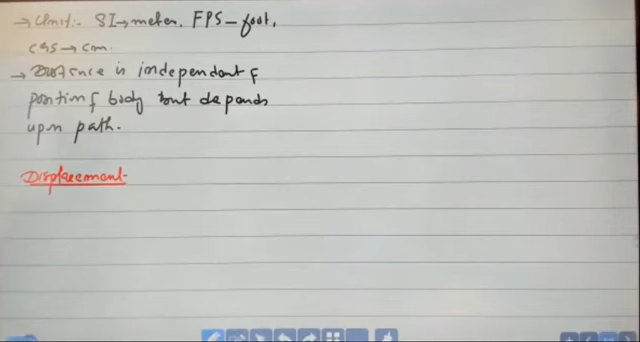 → Unit:- SI → meter. FPS - foot.
CGS → cm.
→ Distance is independent of
position of body but depends
upon path.
Displacement-